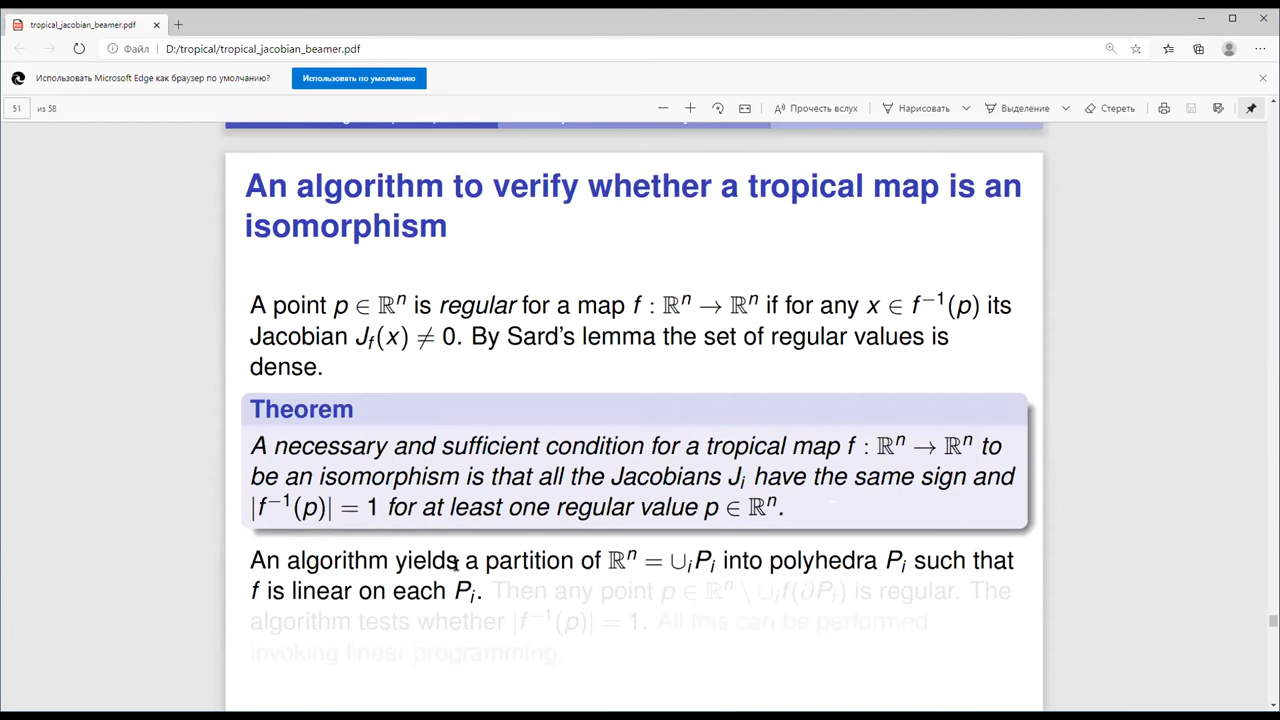 tropical_jacobian_beamer.pdf
Файл D:/tropical/tropical_jacobian_beamer.pdf
Использовать Microsoft Edge как браузер по умолчанию? Использовать по умолчанию
51 из 58 Прочесть вслух Нарисовать Выделение Стереть
An algorithm to verify whether a tropical map is an
isomorphism
A point p ∈ ℝⁿ is regular for a map f : ℝⁿ → ℝⁿ if for any x ∈ f⁻¹(p) its
Jacobian J_f(x) ≠ 0. By Sard's lemma the set of regular values is
dense.
Theorem
A necessary and sufficient condition for a tropical map f : ℝⁿ → ℝⁿ to
be an isomorphism is that all the Jacobians J_i have the same sign and
|f⁻¹(p)| = 1 for at least one regular value p ∈ ℝⁿ.
An algorithm yields a partition of ℝⁿ = ∪_i P_i into polyhedra P_i such that
f is linear on each P_i. Then any point p ∈ ℝⁿ \ ∪_i f(∂P_i) is regular. The
algorithm tests whether |f⁻¹(p)| = 1. All this can be performed
invoking linear programming.